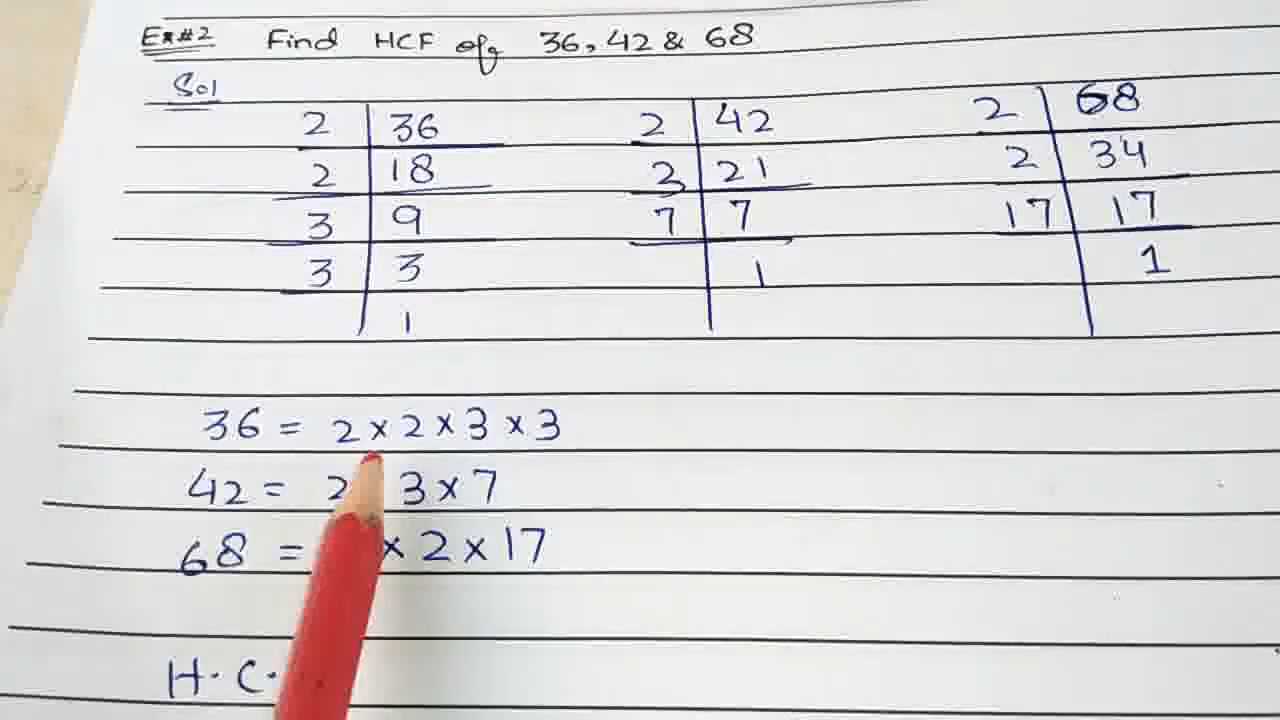 Ex#2 Find HCF of 36, 42 & 68
Sol
2 36 2 42 2 68
2 18 3 21 2 34
3 9 7 7 17 17
3 3 1 1
1
36 = 2 × 2 × 3 × 3
42 = 2 3 × 7
68 = × 2 × 17
H.C.